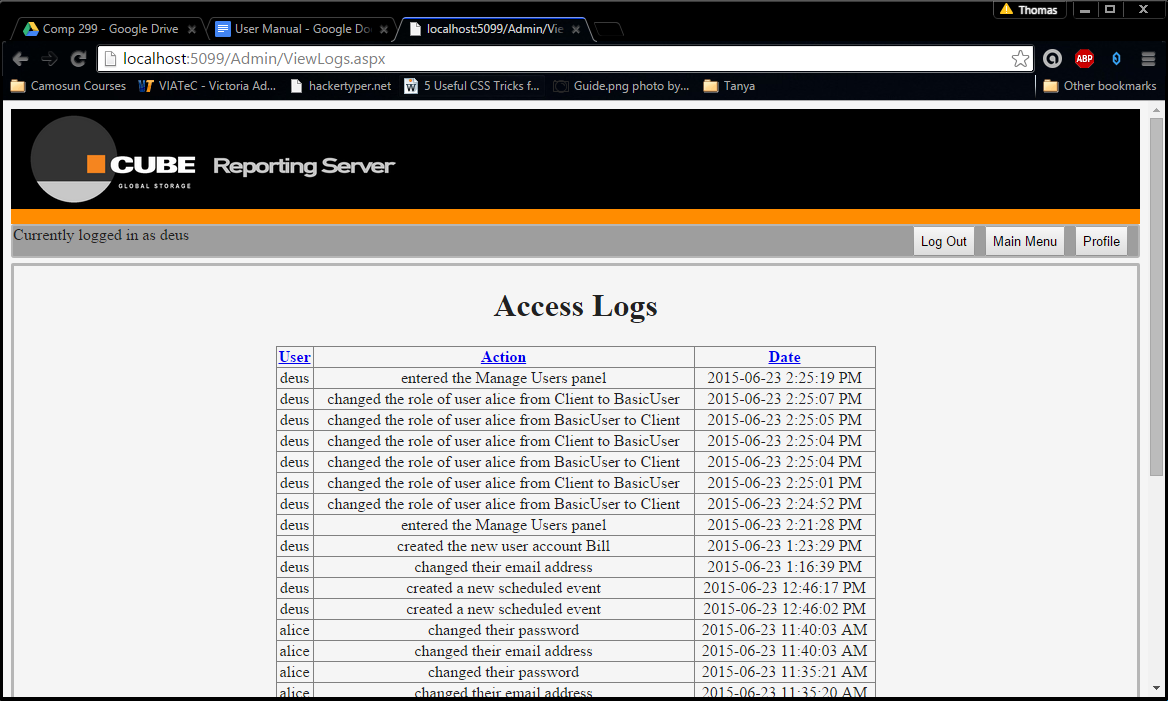 Thomas
Comp 299 - Google Drive
User Manual - Google Do
localhost:5099/Admin/Vie
localhost:5099/Admin/ViewLogs.aspx
ABP
Camosun Courses
VIATeC - Victoria Ad...
hackertyper.net
5 Useful CSS Tricks f...
Guide.png photo by...
Tanya
Other bookmarks
CUBE
GLOBAL STORAGE
Reporting Server
Currently logged in as deus
Log Out
Main Menu
Profile
Access Logs
User Action Date
deus entered the Manage Users panel 2015-06-23 2:25:19 PM
deus changed the role of user alice from Client to BasicUser 2015-06-23 2:25:07 PM
deus changed the role of user alice from BasicUser to Client 2015-06-23 2:25:05 PM
deus changed the role of user alice from Client to BasicUser 2015-06-23 2:25:04 PM
deus changed the role of user alice from BasicUser to Client 2015-06-23 2:25:04 PM
deus changed the role of user alice from Client to BasicUser 2015-06-23 2:25:01 PM
deus changed the role of user alice from BasicUser to Client 2015-06-23 2:24:52 PM
deus entered the Manage Users panel 2015-06-23 2:21:28 PM
deus created the new user account Bill 2015-06-23 1:23:29 PM
deus changed their email address 2015-06-23 1:16:39 PM
deus created a new scheduled event 2015-06-23 12:46:17 PM
deus created a new scheduled event 2015-06-23 12:46:02 PM
alice changed their password 2015-06-23 11:40:03 AM
alice changed their email address 2015-06-23 11:40:03 AM
alice changed their password 2015-06-23 11:35:21 AM
alice changed their email address 2015-06-23 11:35:20 AM